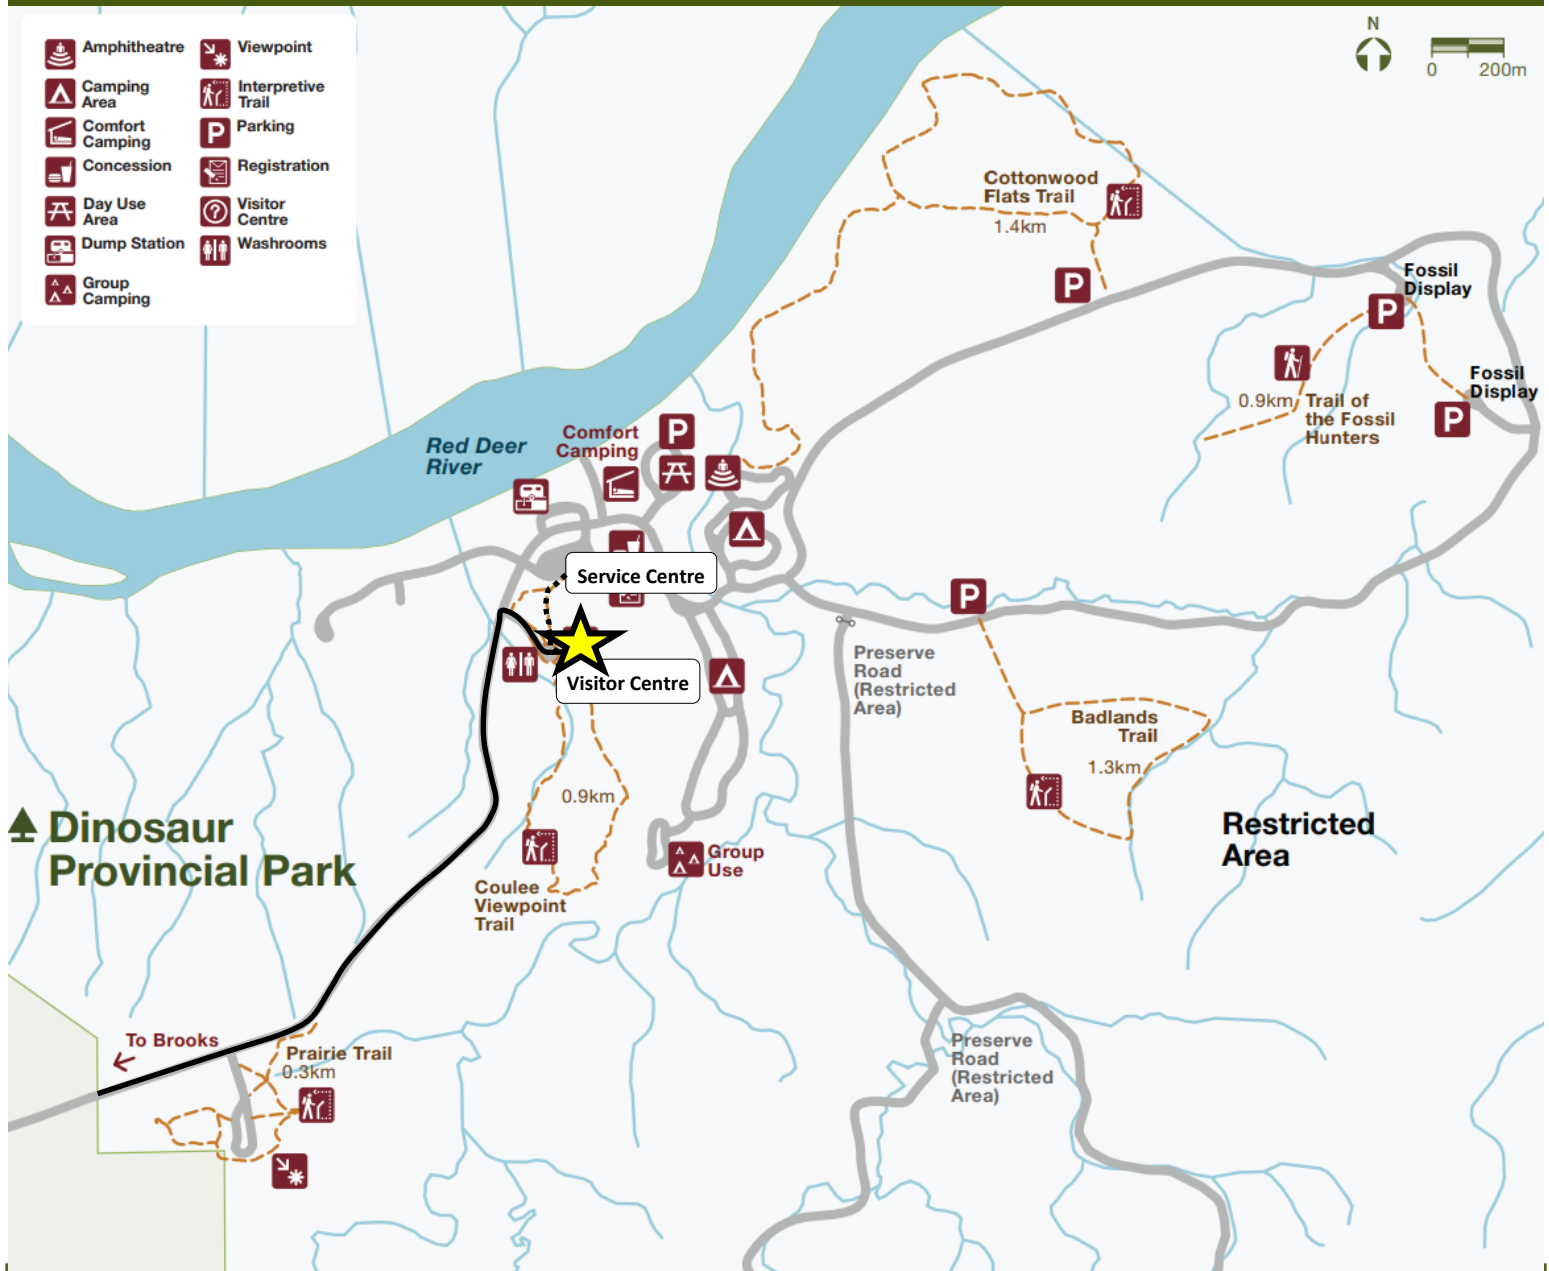 Amphitheatre
Viewpoint
Camping
Area
Interpretive
Trail
Comfort
Camping
P
Parking
Concession
Registration
Day Use
Area
?
Visitor
Centre
Dump Station
Washrooms
Group
Camping
N
0 200m
Cottonwood
Flats Trail
1.4km
P
Fossil
Display
P
Fossil
Display
0.9km
Trail of
the Fossil
Hunters
P
Red Deer
River
Comfort
Camping
P
Service Centre
Visitor Centre
P
Preserve
Road
(Restricted
Area)
Badlands
Trail
1.3km
0.9km
Restricted
Area
Dinosaur
Provincial Park
Group
Use
Coulee
Viewpoint
Trail
To Brooks
Prairie Trail
0.3km
Preserve
Road
(Restricted
Area)